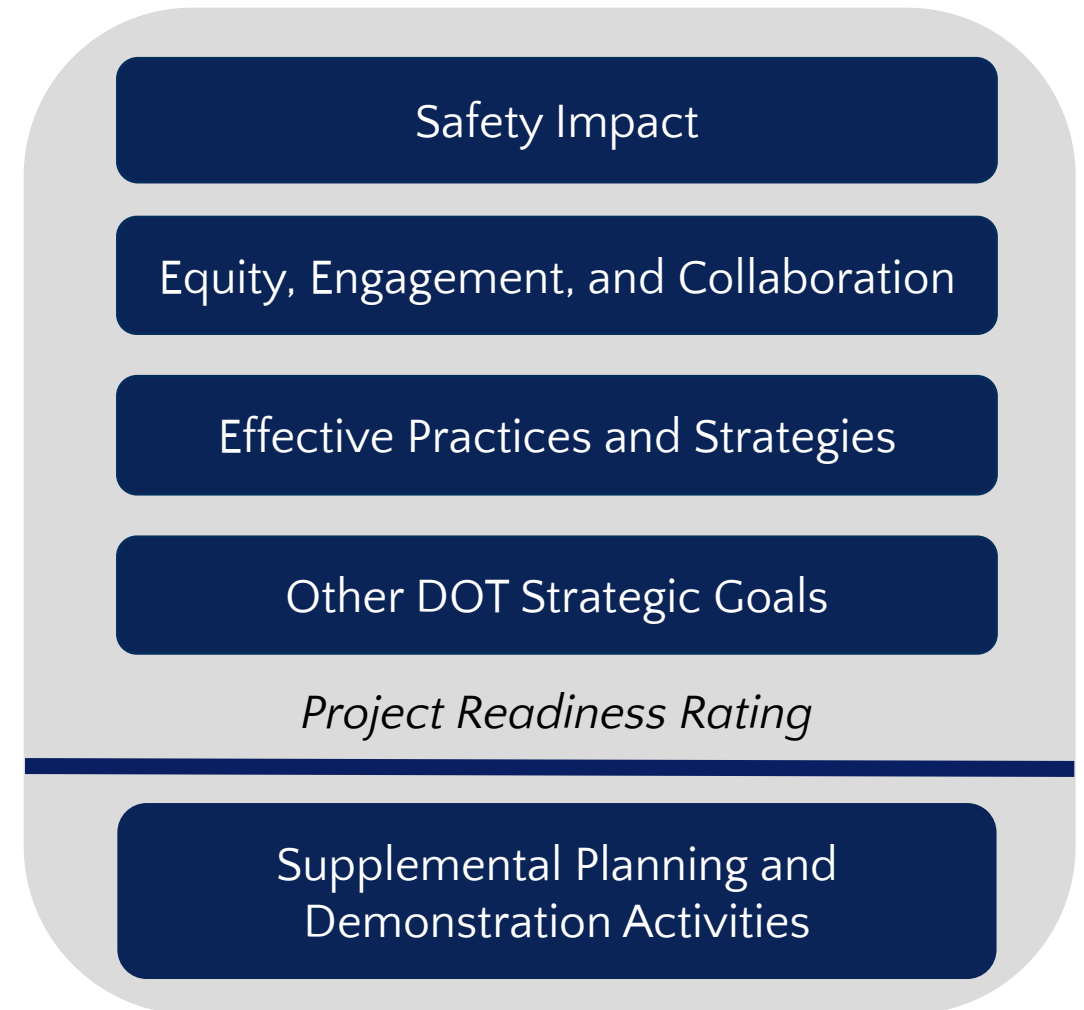 Safety Impact
Equity, Engagement, and Collaboration
Effective Practices and Strategies
Other DOT Strategic Goals
Project Readiness Rating
Supplemental Planning and
Demonstration Activities